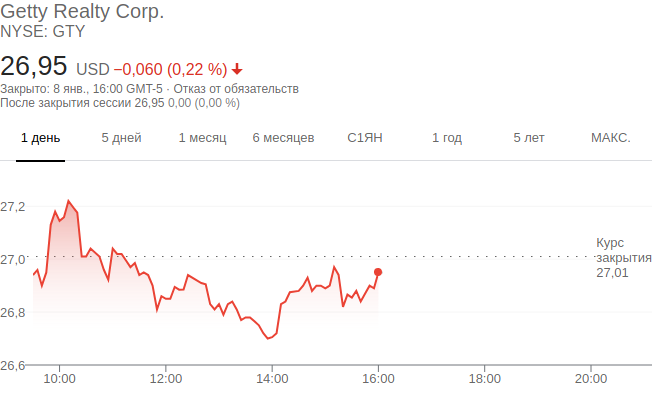 Getty Realty Corp.
NYSE: GTY
26,95 USD −0,060 (0,22 %)
Закрыто: 8 янв., 16:00 GMT-5 · Отказ от обязательств
После закрытия сессии 26,95 0,00 (0,00 %)
1 день 5 дней 1 месяц 6 месяцев С1ЯН 1 год 5 лет МАКС.
27,2
27,0
26,8
26,6
Курс
закрытия
27,01
10:00 12:00 14:00 16:00 18:00 20:00